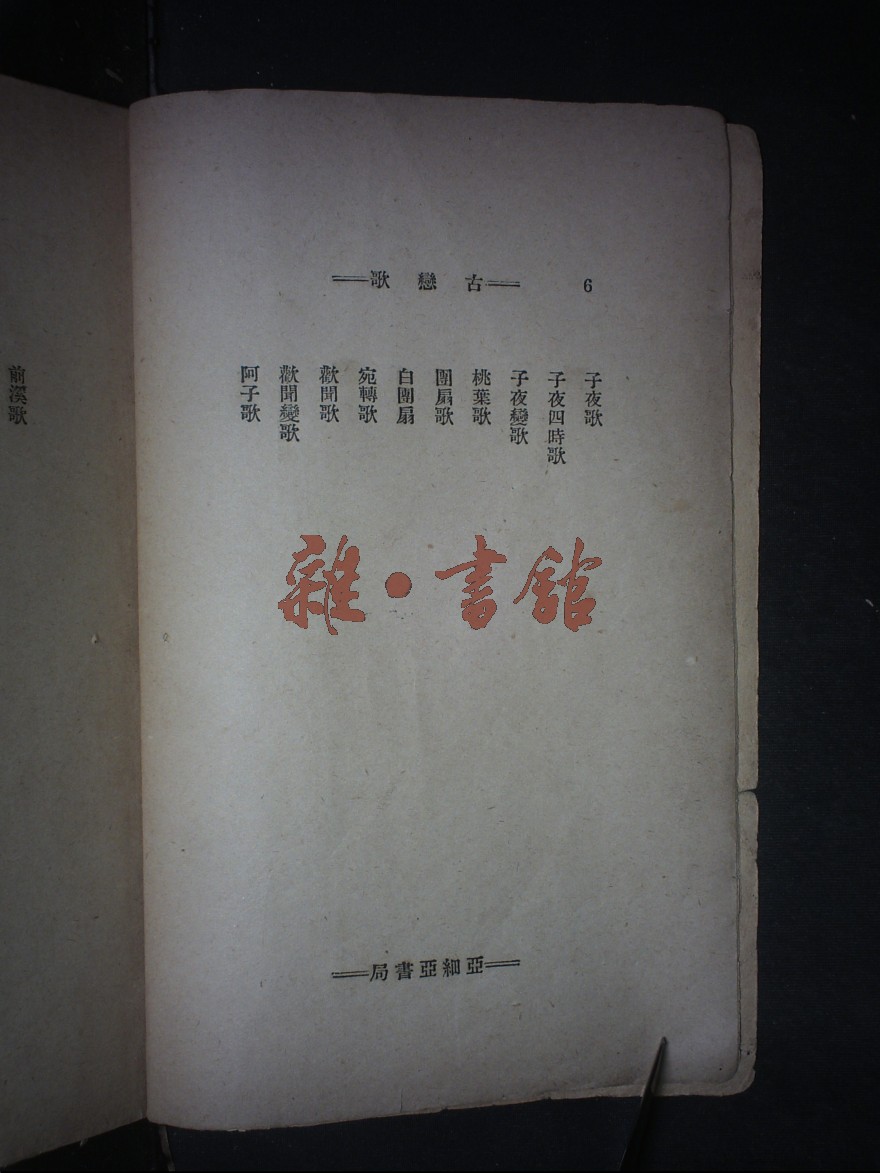 6
古戀歌
子夜歌
子夜四時歌
子夜變歌
桃葉歌
團扇歌
白團扇
宛轉歌
歡聞歌
歡聞變歌
阿子歌
亞細亞書局
前溪歌
雜·書館